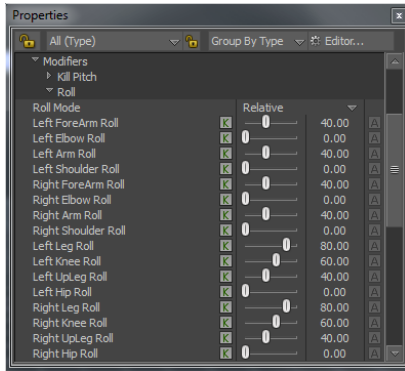 Properties x
All (Type) Group By Type Editor...
Modifiers
Kill Pitch
Roll
Roll Mode Relative
Left ForeArm Roll K 40.00 A
Left Elbow Roll K 0.00 A
Left Arm Roll K 40.00 A
Left Shoulder Roll K 0.00 A
Right ForeArm Roll K 40.00 A
Right Elbow Roll K 0.00 A
Right Arm Roll K 40.00 A
Right Shoulder Roll K 0.00 A
Left Leg Roll K 80.00 A
Left Knee Roll K 60.00 A
Left UpLeg Roll K 40.00 A
Left Hip Roll K 0.00 A
Right Leg Roll K 80.00 A
Right Knee Roll K 60.00 A
Right UpLeg Roll K 40.00 A
Right Hip Roll K 0.00 A